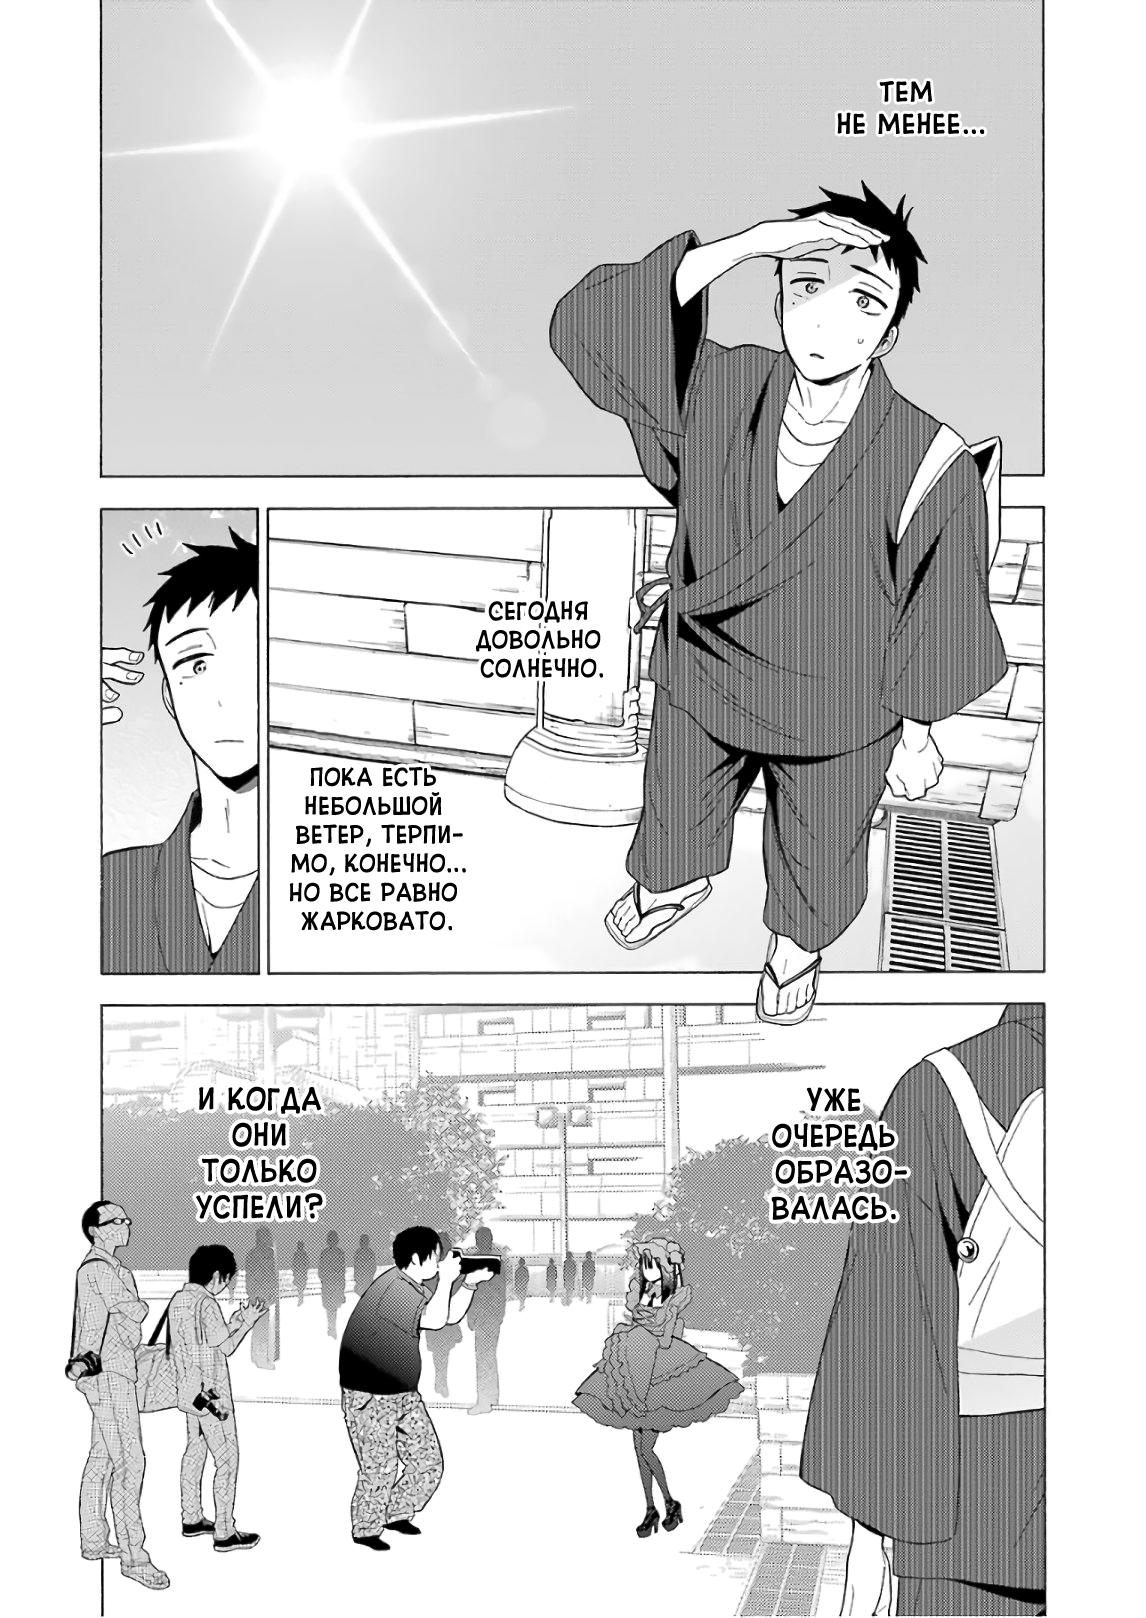 ТЕМ
НЕ МЕНЕЕ...
СЕГОДНЯ
ДОВОЛЬНО
СОЛНЕЧНО.
ПОКА ЕСТЬ
НЕБОЛЬШОЙ
ВЕТЕР, ТЕРПИ-
МО, КОНЕЧНО...
НО ВСЕ РАВНО
ЖАРКОВАТО.
УЖЕ
ОЧЕРЕДЬ
ОБРАЗО-
ВАЛАСЬ.
И КОГДА
ОНИ
ТОЛЬКО
УСПЕЛИ?